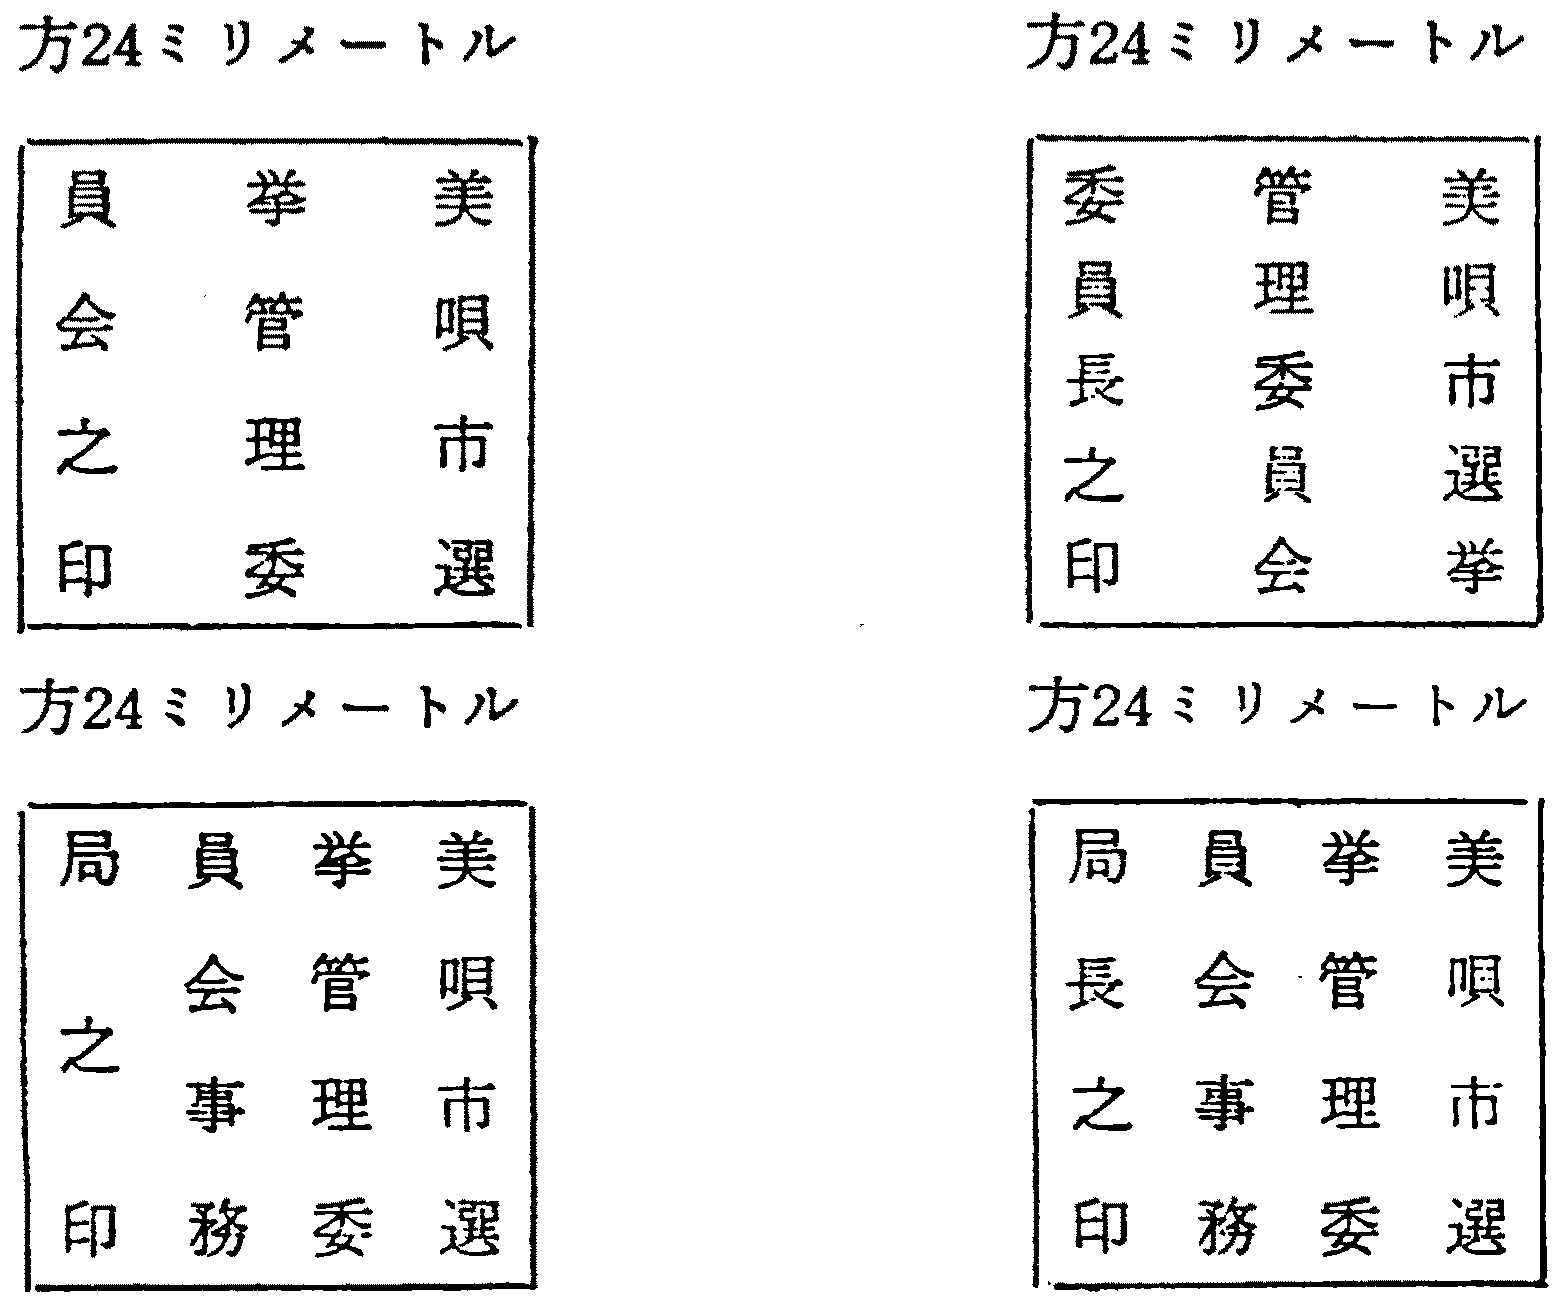 方24ミリメートル
美唄市選
挙管理委
員会之印
方24ミリメートル
美唄市選挙
管理委員会
委員長之印
方24ミリメートル
美唄市選
挙管理委
員会事務
局之印
方24ミリメートル
美唄市選
挙管理委
員会事務
局長之印